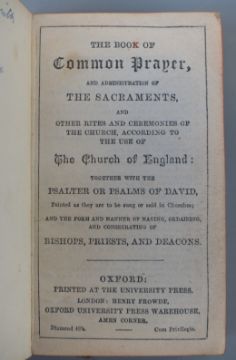 THE BOOK OF
Common Prayer,
AND ADMINISTRATION OF
THE SACRAMENTS,
AND
OTHER RITES AND CEREMONIES OF
THE CHURCH, ACCORDING TO
THE USE OF
The Church of England:
TOGETHER WITH THE
PSALTER OR PSALMS OF DAVID,
Pointed as they are to be sung or said in Churches;
AND THE FORM AND MANNER OF MAKING, ORDAINING,
AND CONSECRATING OF
BISHOPS, PRIESTS, AND DEACONS.
OXFORD:
PRINTED AT THE UNIVERSITY PRESS.
LONDON: HENRY FROWDE,
OXFORD UNIVERSITY PRESS WAREHOUSE,
AMEN CORNER.
Diamond Cum Privilegio.